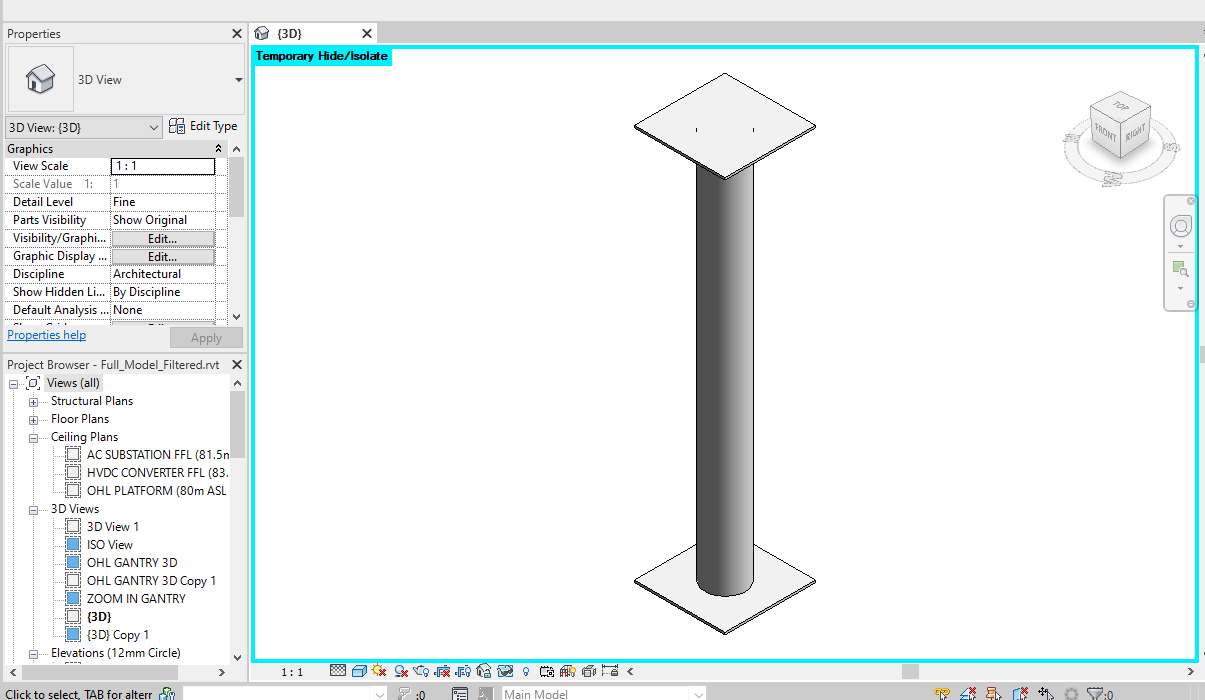 Properties
3D View
3D View: {3D}
Edit Type
Graphics
View Scale
1 : 1
Scale Value 1:
1
Detail Level
Fine
Parts Visibility
Show Original
Visibility/Graphi...
Edit...
Graphic Display ...
Edit...
Discipline
Architectural
Show Hidden Li...
By Discipline
Default Analysis ...
None
Properties help
Apply
Project Browser - Full_Model_Filtered.rvt
Views (all)
Structural Plans
Floor Plans
Ceiling Plans
AC SUBSTATION FFL (81.5m
HVDC CONVERTER FFL (83.
OHL PLATFORM (80m ASL
3D Views
3D View 1
ISO View
OHL GANTRY 3D
OHL GANTRY 3D Copy 1
ZOOM IN GANTRY
{3D}
{3D} Copy 1
Elevations (12mm Circle)
{3D}
Temporary Hide/Isolate
TOP
FRONT
RIGHT
1 : 1
Click to select, TAB for altern
:0
Main Model
:0